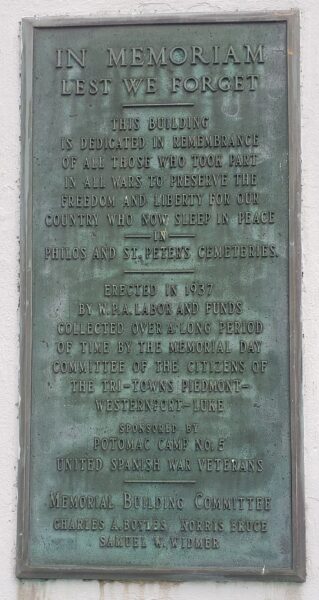 IN MEMORIAM
LEST WE FORGET
THIS BUILDING
IS DEDICATED IN REMEMBRANCE
OF ALL THOSE WHO TOOK PART
IN ALL WARS TO PRESERVE THE
FREEDOM AND LIBERTY FOR OUR
COUNTRY WHO NOW SLEEP IN PEACE
IN
PHILOS AND ST. PETER'S CEMETERIES.
ERECTED IN 1937
BY W.P.A. LABOR AND FUNDS
COLLECTED OVER A LONG PERIOD
OF TIME BY THE MEMORIAL DAY
COMMITTEE OF THE CITIZENS OF
THE TRI-TOWNS PIEDMONT-
WESTERNPORT-LUKE
SPONSORED BY
POTOMAC CAMP NO. 5
UNITED SPANISH WAR VETERANS
MEMORIAL BUILDING COMMITTEE
CHARLES A. BOYLES NORRIS BRUCE
SAMUEL W. WIDMER